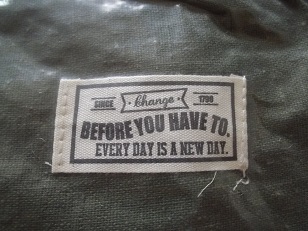 SINCE Change 1798
BEFORE YOU HAVE TO.
EVERY DAY IS A NEW DAY.